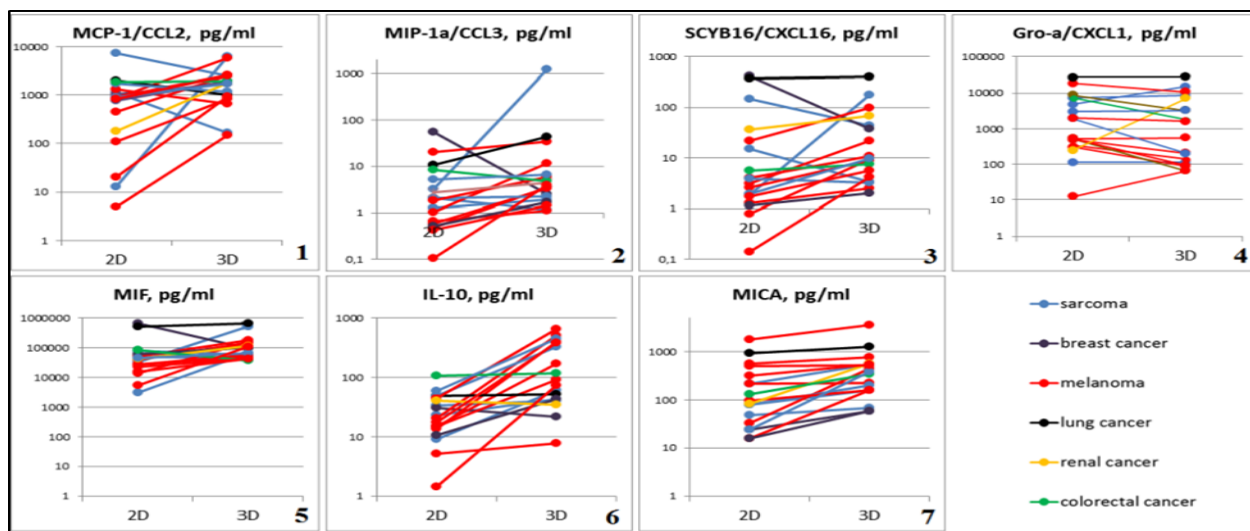 MCP-1/CCL2, pg/ml
10000
1000
100
10
1
2D 3D
1
MIP-1a/CCL3, pg/ml
1000
100
10
1
0,1
2D 3D
2
SCYB16/CXCL16, pg/ml
1000
100
10
1
0,1
2D 3D
3
Gro-a/CXCL1, pg/ml
100000
10000
1000
100
10
1
2D 3D
4
MIF, pg/ml
1000000
100000
10000
1000
100
10
1
2D 3D
5
IL-10, pg/ml
1000
100
10
1
2D 3D
6
MICA, pg/ml
1000
100
10
1
2D 3D
7
sarcoma
breast cancer
melanoma
lung cancer
renal cancer
colorectal cancer